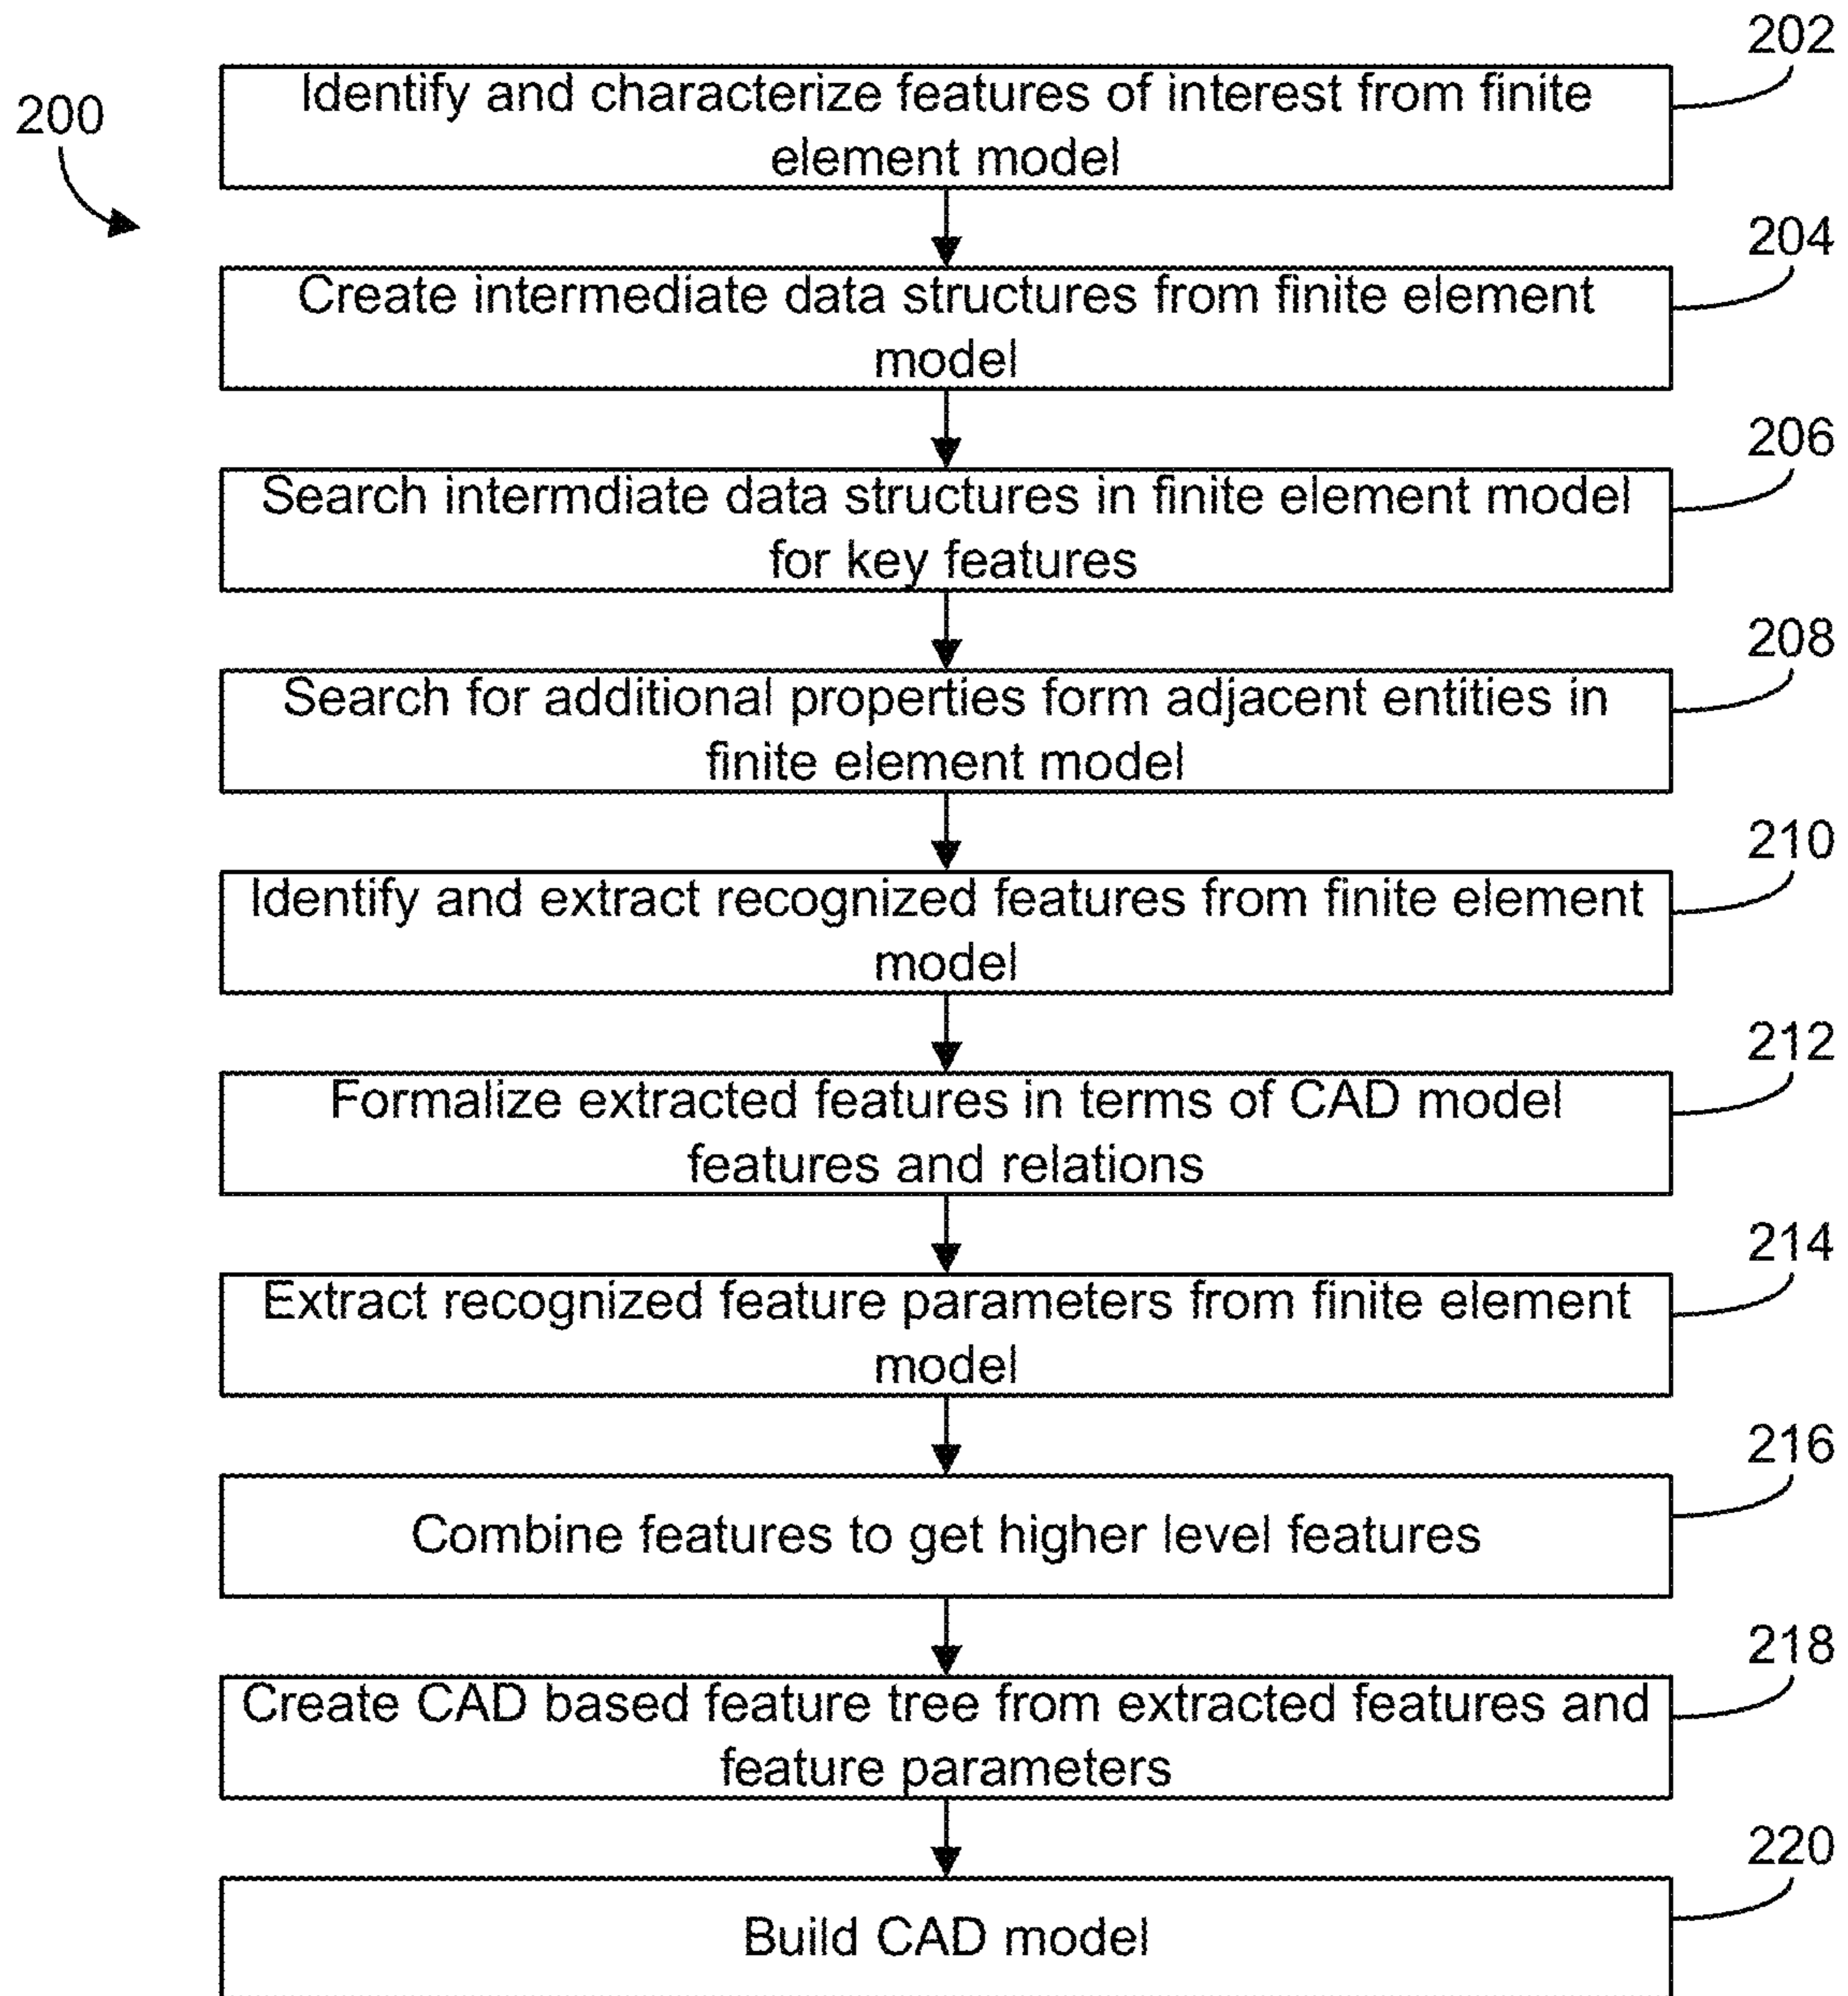 202
Identify and characterize features of interest from finite
element model
200
204
Create intermediate data structures from finite element
model
206
Search intermdiate data structures in finite element model
for key features
208
Search for additional properties form adjacent entities in
finite element model
210
Identify and extract recognized features from finite element
model
212
Formalize extracted features in terms of CAD model
features and relations
214
Extract recognized feature parameters from finite element
model
216
Combine features to get higher level features
218
Create CAD based feature tree from extracted features and
feature parameters
220
Build CAD model